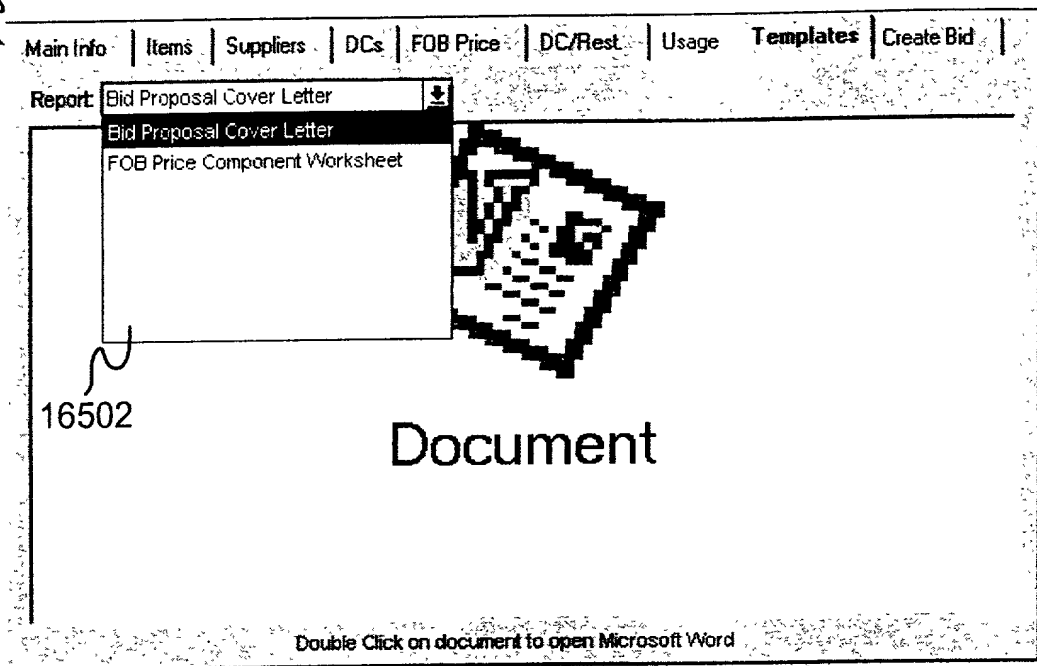 Main Info Items Suppliers DCs FOB Price DC/Rest. Usage Templates Create Bid
Report: Bid Proposal Cover Letter
Bid Proposal Cover Letter
FOB Price Component Worksheet
16502
Document
Double Click on document to open Microsoft Word